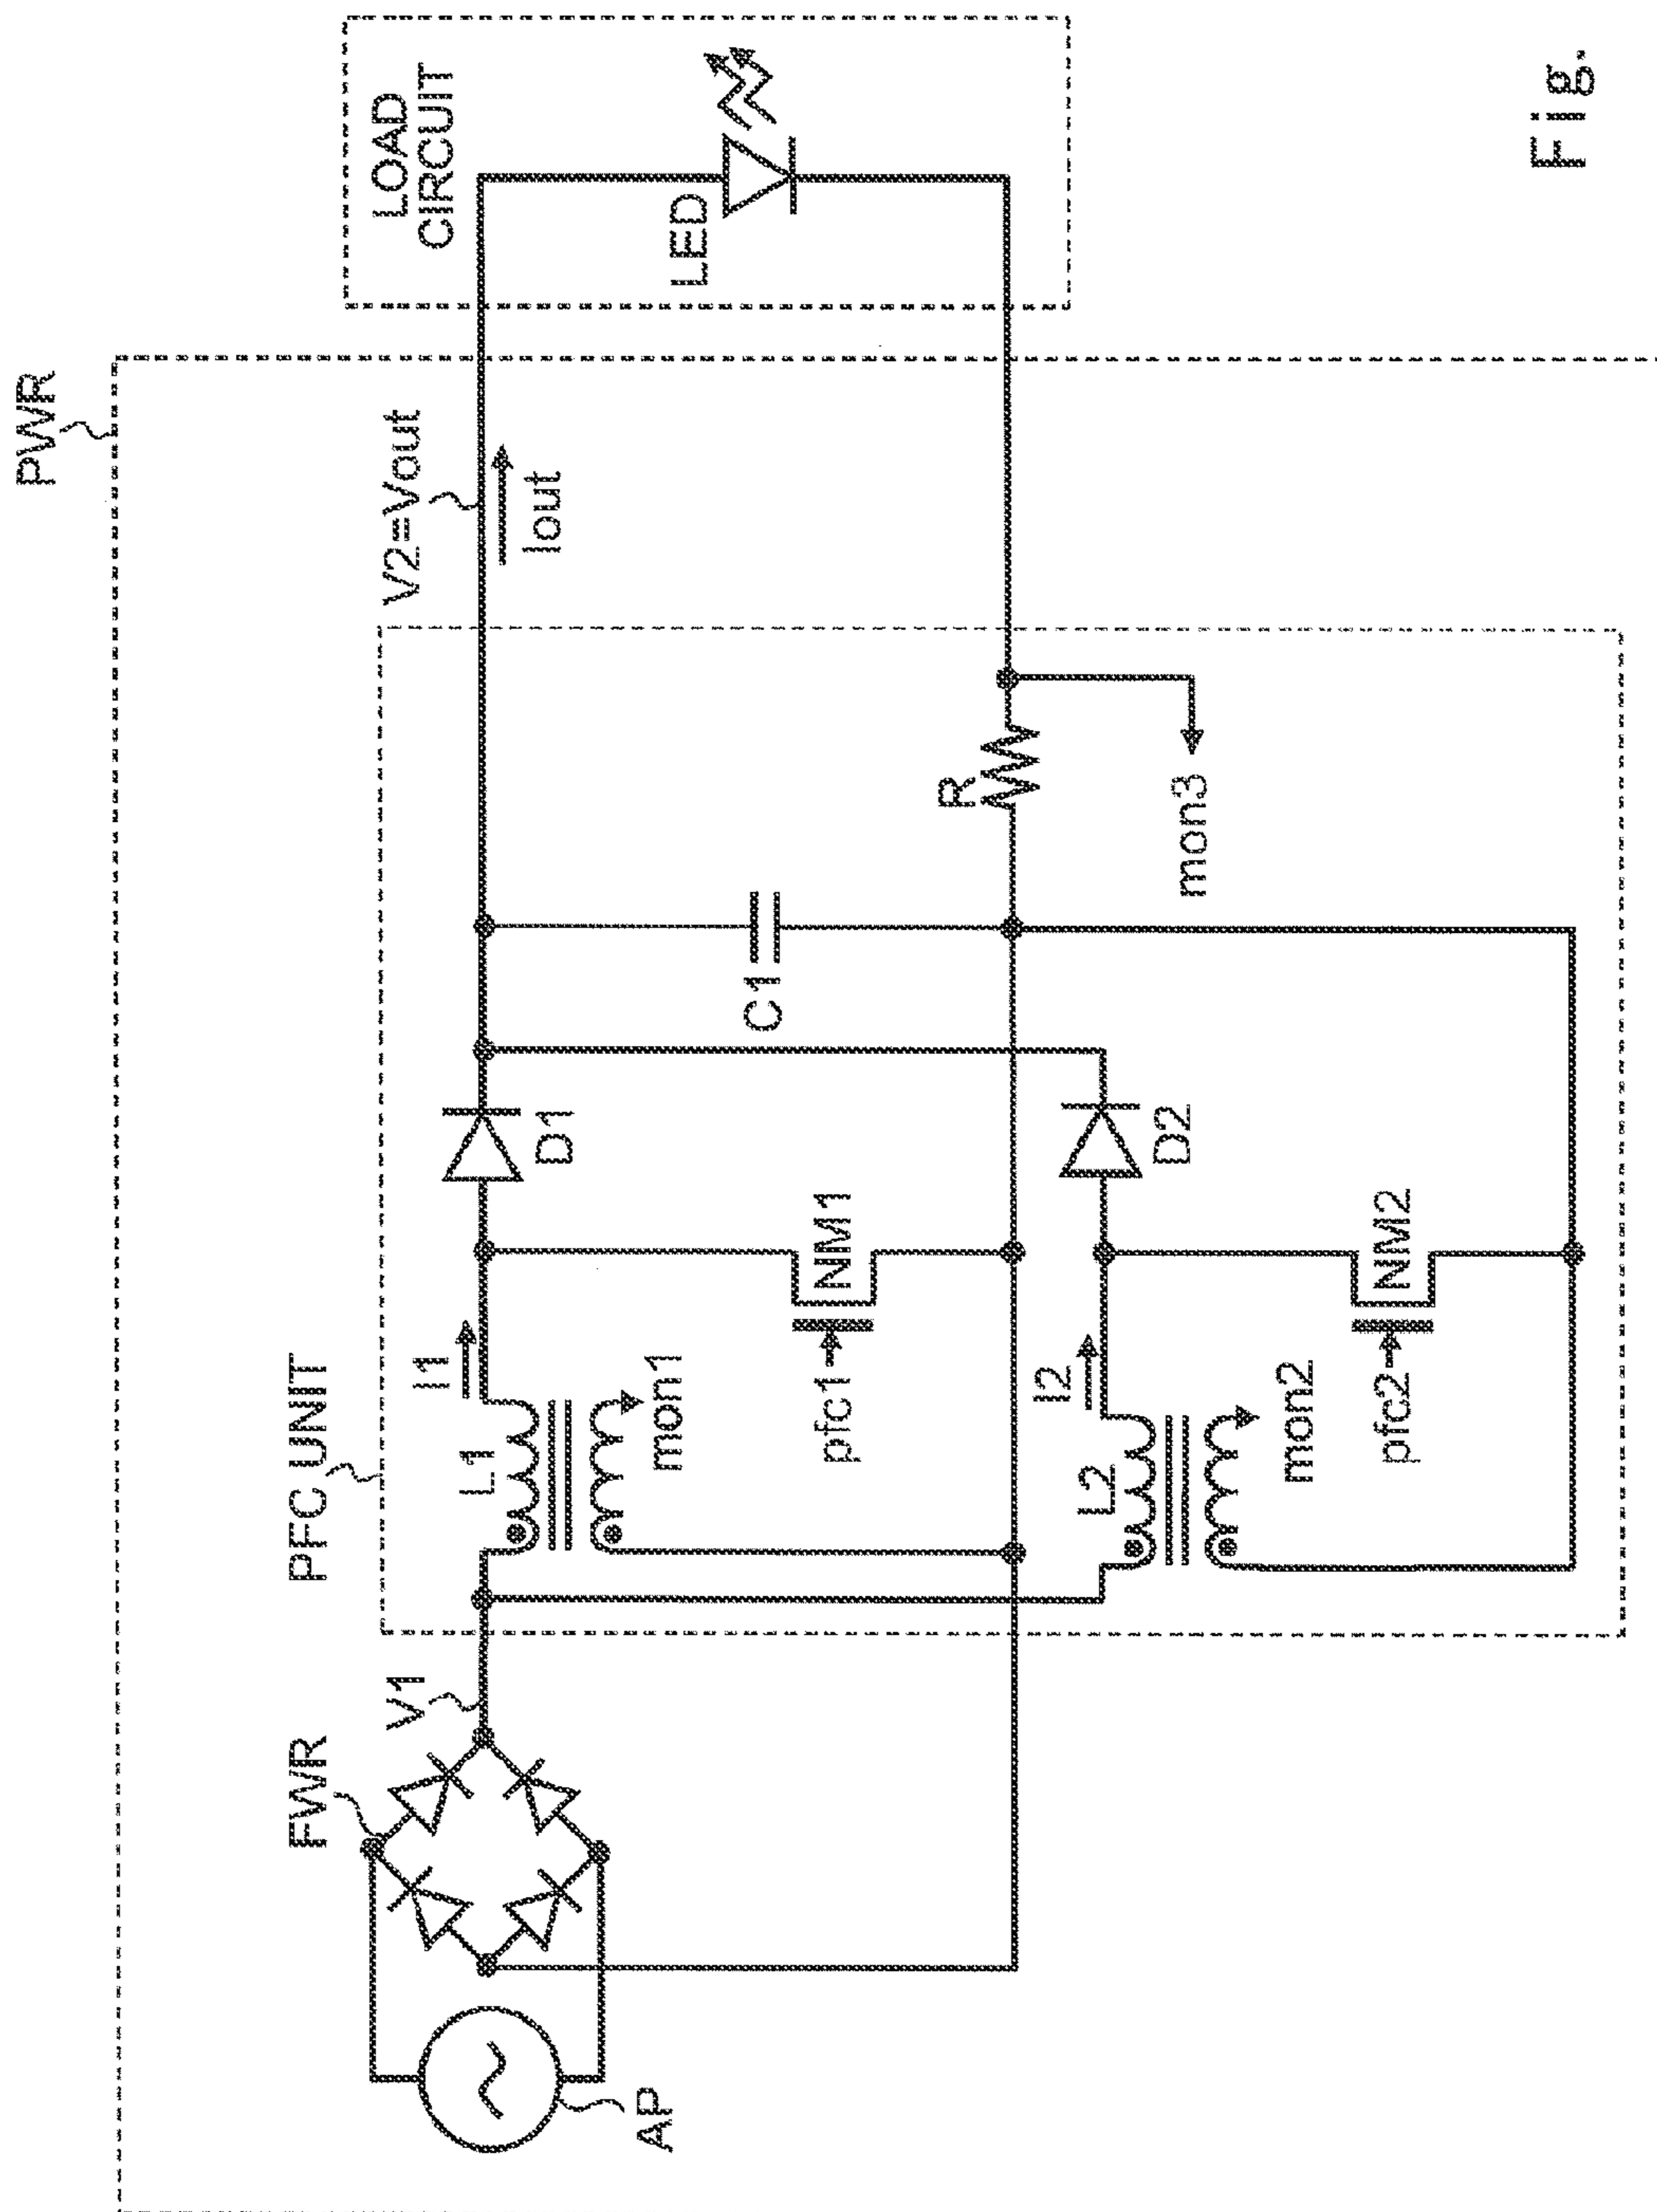 PWR
LOAD
CIRCUIT
LED
V2=Vout
Iout
PFC UNIT
FWR
V1
AP
I1
L1
mon1
pfc1
NM1
D1
C1
R
mon3
I2
L2
mon2
pfc2
NM2
D2
Fig.